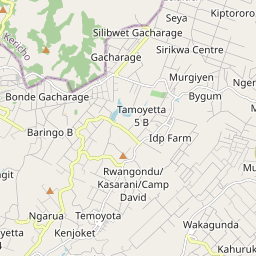 Kiptororo
Seya
Silibwet Gacharage
Sirikwa Centre
Kericho
Gacharage
Murgiyen
Bonde Gacharage
Bygum
Tamoyetta
5 B
Baringo B
Idp Farm
Rwangondu/
Kasarani/Camp
David
Ngarua
Temoyota
Kenjoket
Wakagunda